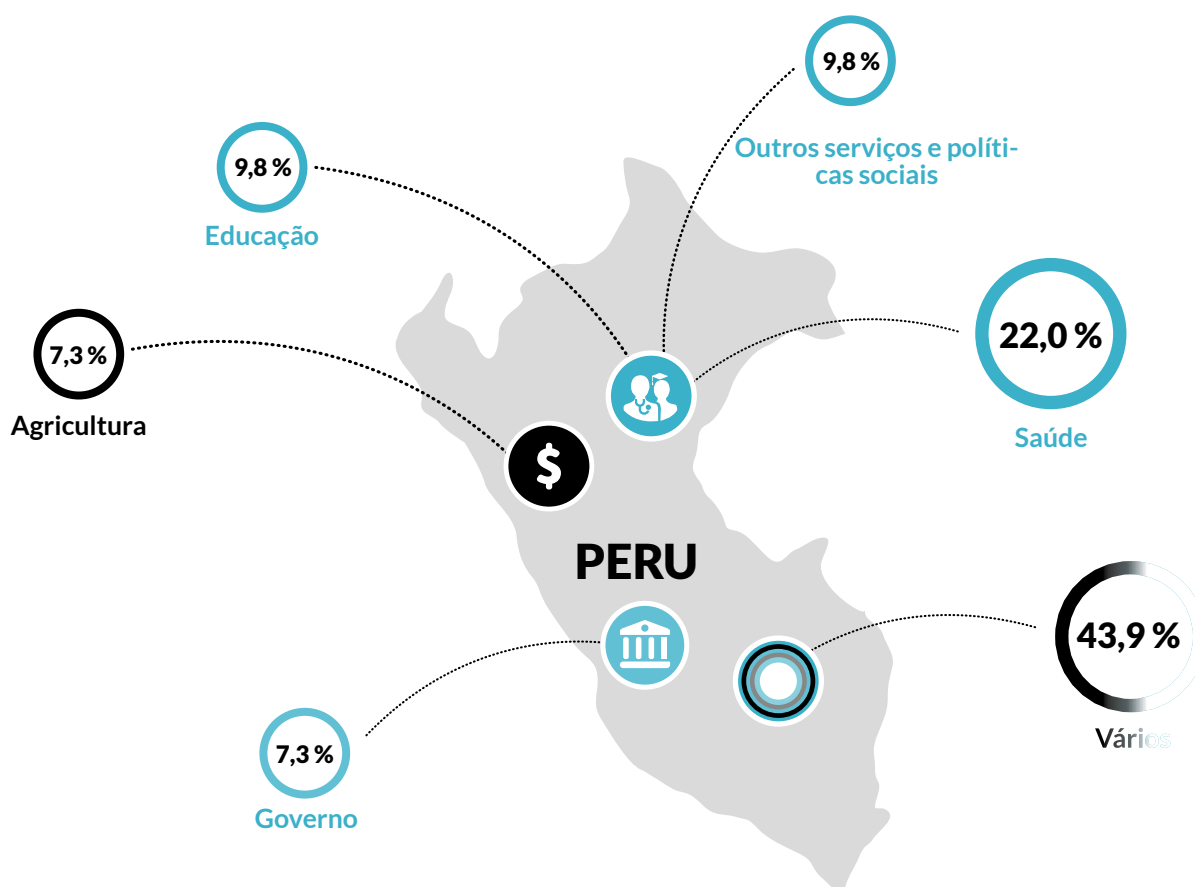 9,8 %
Outros serviços e políti-
cas sociais
9,8 %
Educação
22,0 %
Saúde
7,3 %
Agricultura
$
PERU
43,9 %
Vários
7,3 %
Governo